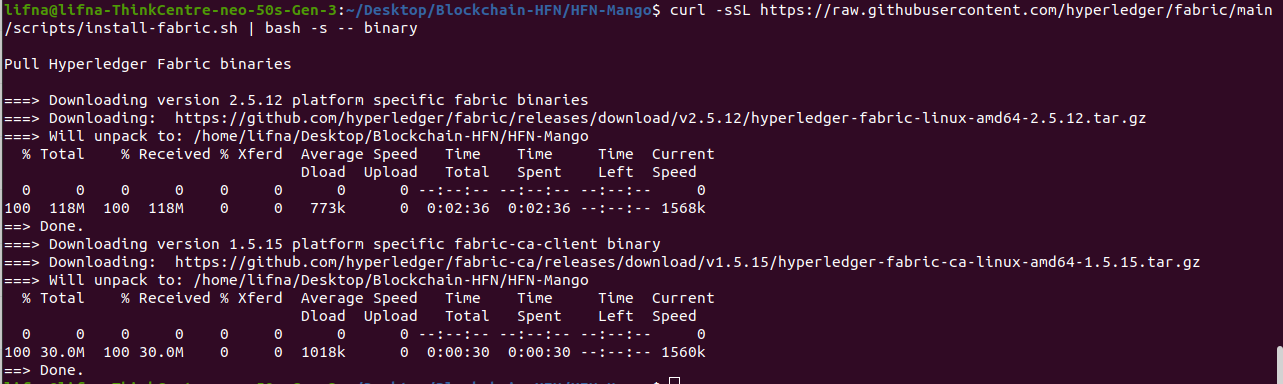 lifna@lifna-ThinkCentre-neo-50s-Gen-3:~/Desktop/Blockchain-HFN/HFN-Mango$ curl -sSL https://raw.githubusercontent.com/hyperledger/fabric/main
/scripts/install-fabric.sh | bash -s -- binary

Pull Hyperledger Fabric binaries

===> Downloading version 2.5.12 platform specific fabric binaries
===> Downloading:  https://github.com/hyperledger/fabric/releases/download/v2.5.12/hyperledger-fabric-linux-amd64-2.5.12.tar.gz
===> Will unpack to: /home/lifna/Desktop/Blockchain-HFN/HFN-Mango
  % Total    % Received % Xferd  Average Speed   Time    Time     Time  Current
                                 Dload  Upload   Total   Spent    Left  Speed
  0     0    0     0    0     0      0      0 --:--:-- --:--:-- --:--:--     0
100  118M  100  118M    0     0   773k      0  0:02:36  0:02:36 --:--:-- 1568k
==> Done.
===> Downloading version 1.5.15 platform specific fabric-ca-client binary
===> Downloading:  https://github.com/hyperledger/fabric-ca/releases/download/v1.5.15/hyperledger-fabric-ca-linux-amd64-1.5.15.tar.gz
===> Will unpack to: /home/lifna/Desktop/Blockchain-HFN/HFN-Mango
  % Total    % Received % Xferd  Average Speed   Time    Time     Time  Current
                                 Dload  Upload   Total   Spent    Left  Speed
  0     0    0     0    0     0      0      0 --:--:-- --:--:-- --:--:--     0
100 30.0M  100 30.0M    0     0  1018k      0  0:00:30  0:00:30 --:--:-- 1560k
==> Done.